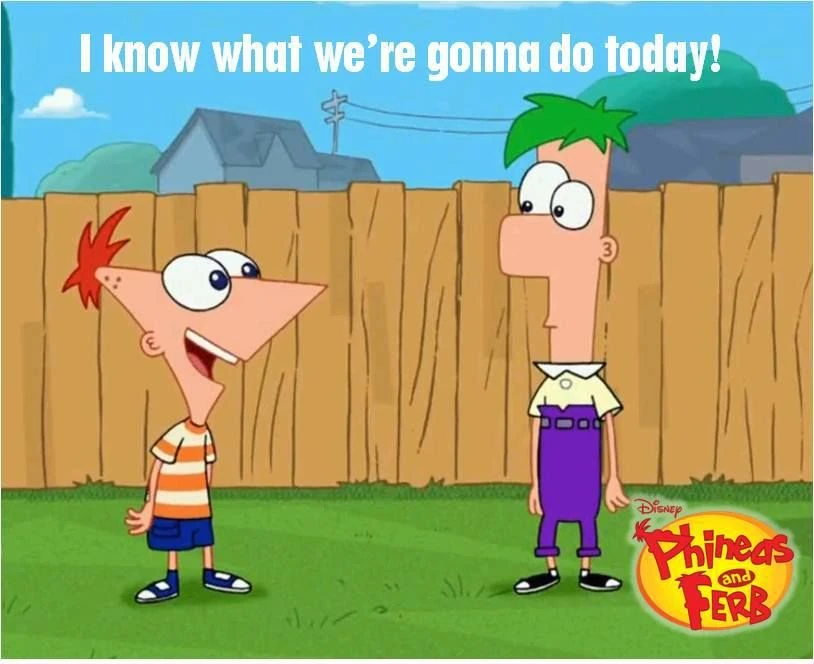 I know what we're gonna do today!
Disney
Phineas
and
FERB